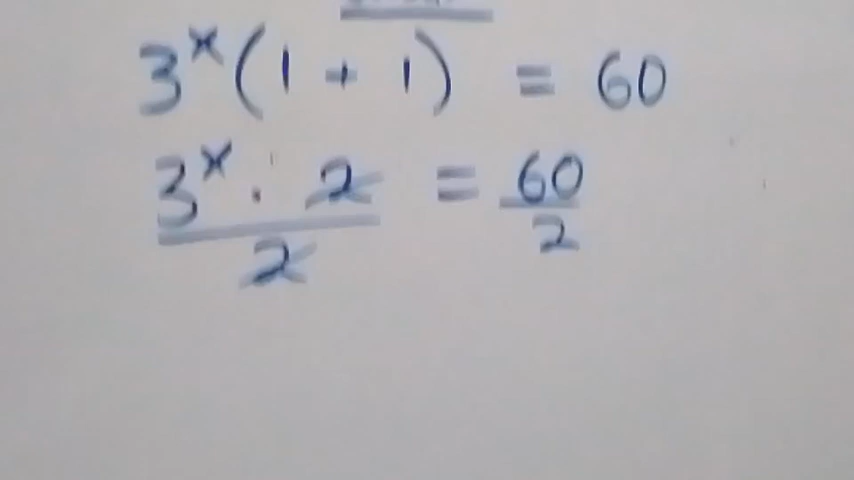 3^x (1 + 1) = 60
3^x · 2 = 60
2 2